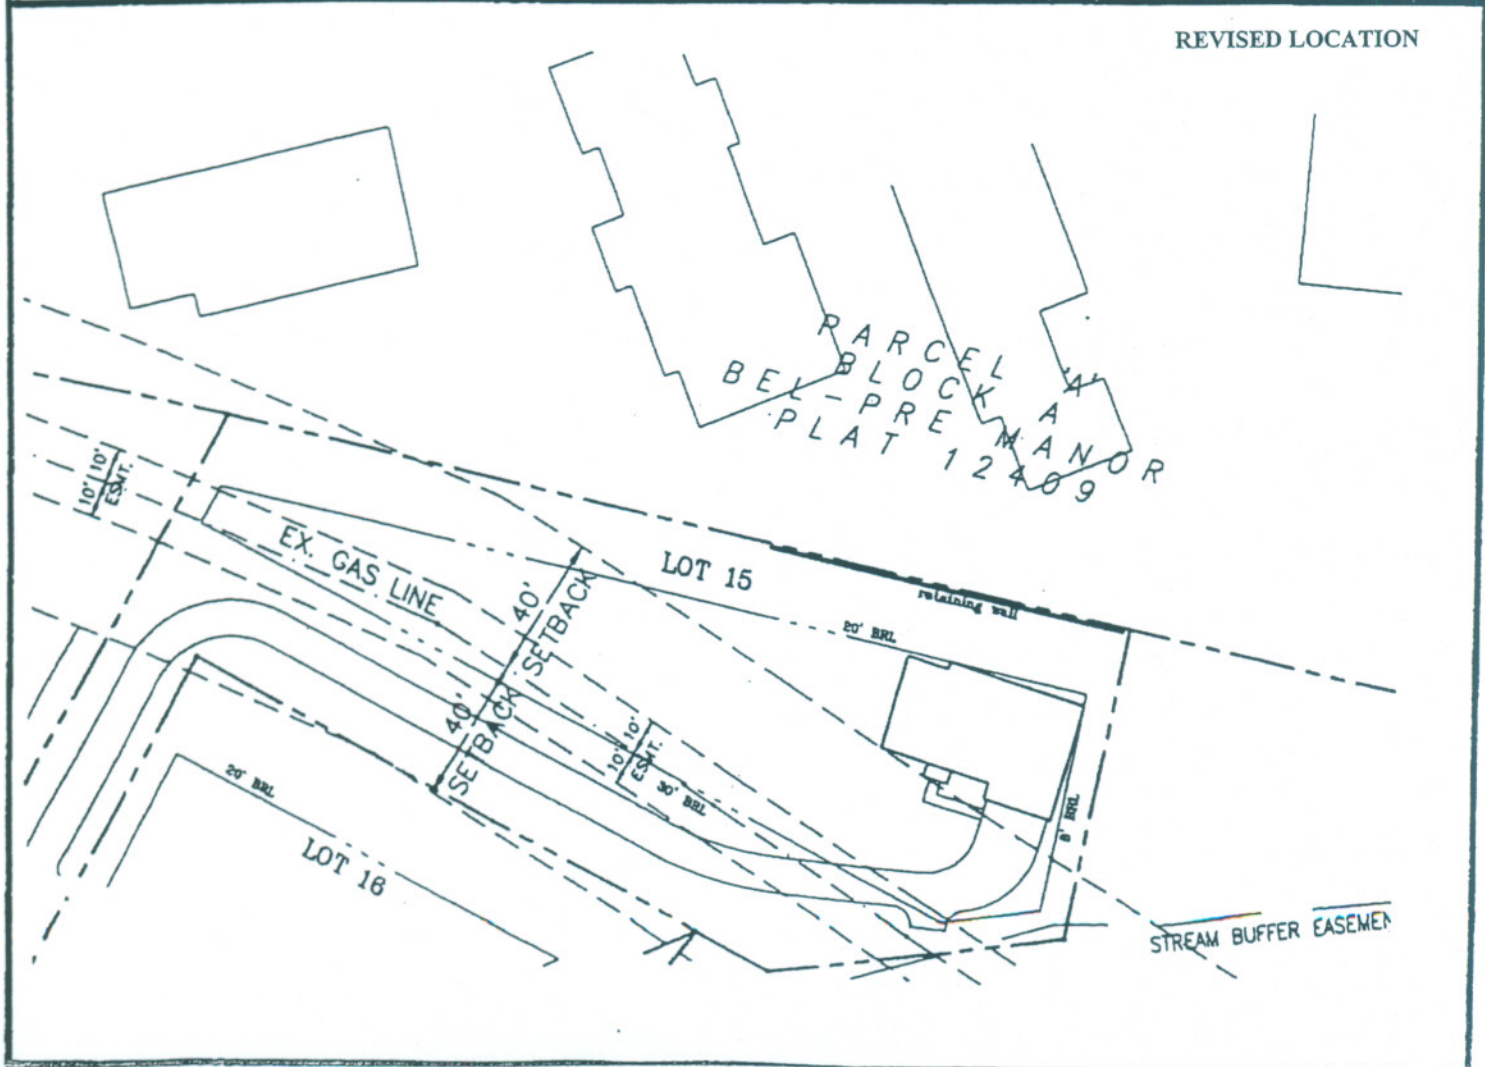 REVISED LOCATION
PARCEL 'A'
BLOCK A
BEL-PRE MANOR
PLAT 12409
10' 10'
ESMT.
EX. GAS LINE
40'
SETBACK
40'
SETBACK
LOT 15
retaining wall
20' BRL
10' 10'
ESMT.
30' BRL
8' BRL
20' BRL
LOT 16
STREAM BUFFER EASEMEN